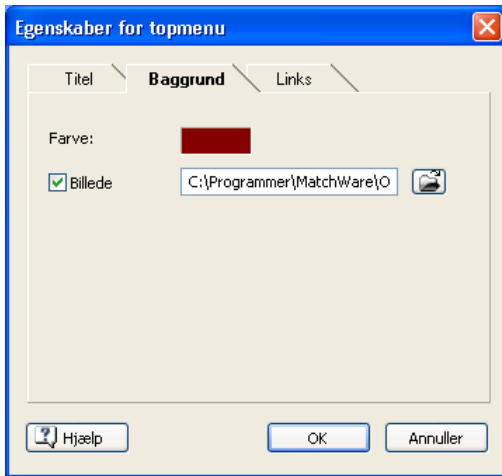 Egenskaber for topmenu
Titel Baggrund Links
Farve:
Billede C:\Programmer\MatchWare\O
Hjælp OK Annuller